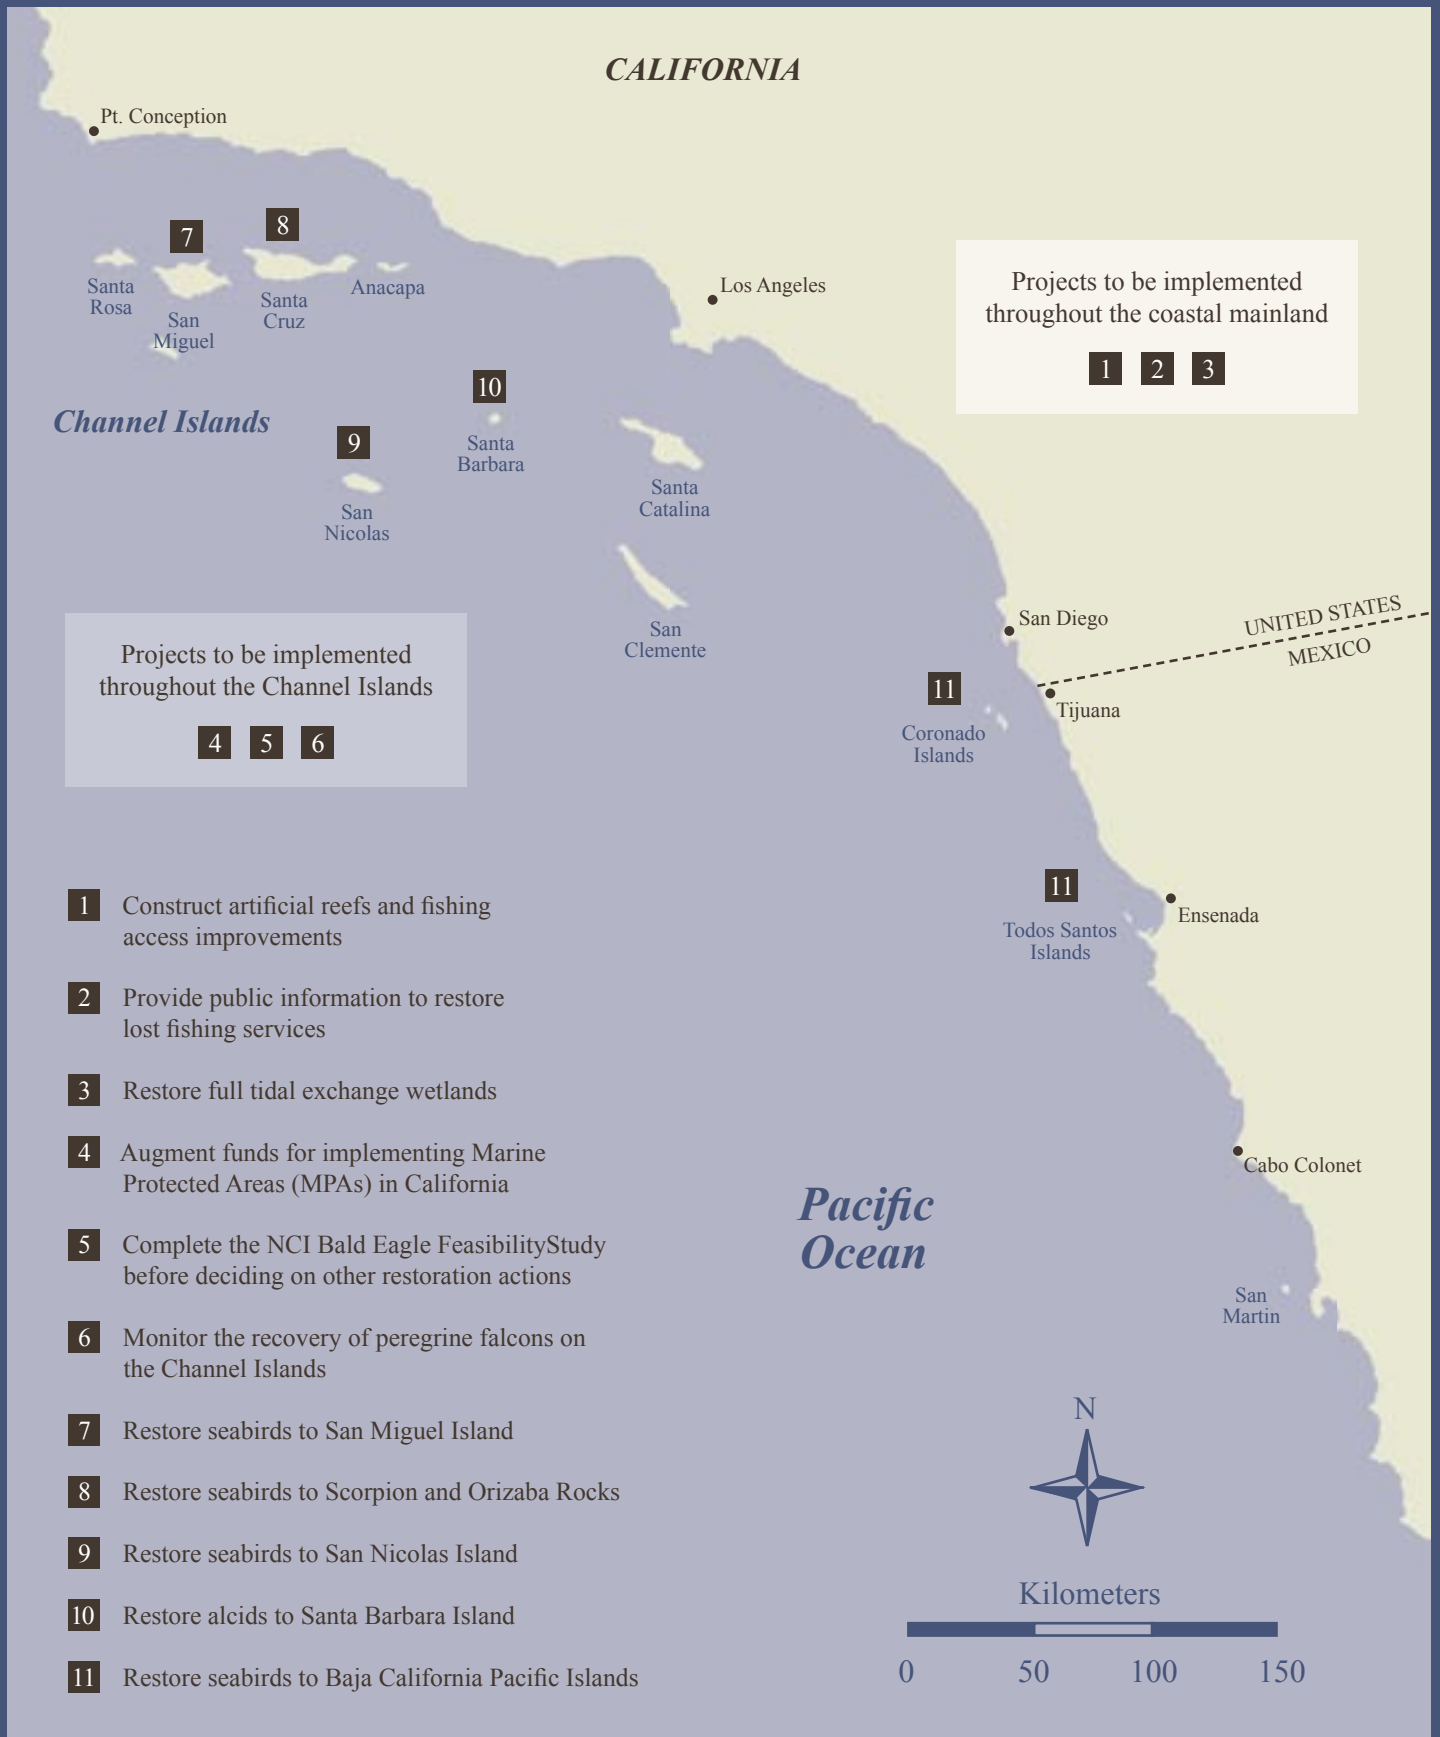 CALIFORNIA
Pt. Conception
7
8
Santa
Rosa
San
Miguel
Santa
Cruz
Anacapa
Los Angeles
Projects to be implemented
throughout the coastal mainland
1 2 3
Channel Islands
9
San
Nicolas
10
Santa
Barbara
Santa
Catalina
San
Clemente
San Diego
UNITED STATES
MEXICO
Tijuana
Projects to be implemented
throughout the Channel Islands
4 5 6
11
Coronado
Islands
11
Todos Santos
Islands
Ensenada
1 Construct artificial reefs and fishing
access improvements
2 Provide public information to restore
lost fishing services
3 Restore full tidal exchange wetlands
4 Augment funds for implementing Marine
Protected Areas (MPAs) in California
5 Complete the NCI Bald Eagle FeasibilityStudy
before deciding on other restoration actions
6 Monitor the recovery of peregrine falcons on
the Channel Islands
7 Restore seabirds to San Miguel Island
8 Restore seabirds to Scorpion and Orizaba Rocks
9 Restore seabirds to San Nicolas Island
10 Restore alcids to Santa Barbara Island
11 Restore seabirds to Baja California Pacific Islands
Cabo Colonet
Pacific
Ocean
San
Martin
N
Kilometers
0 50 100 150